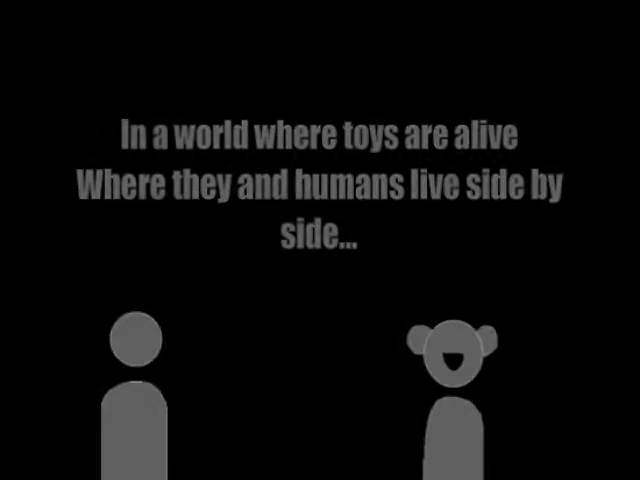 In a world where toys are alive
Where they and humans live side by
side...